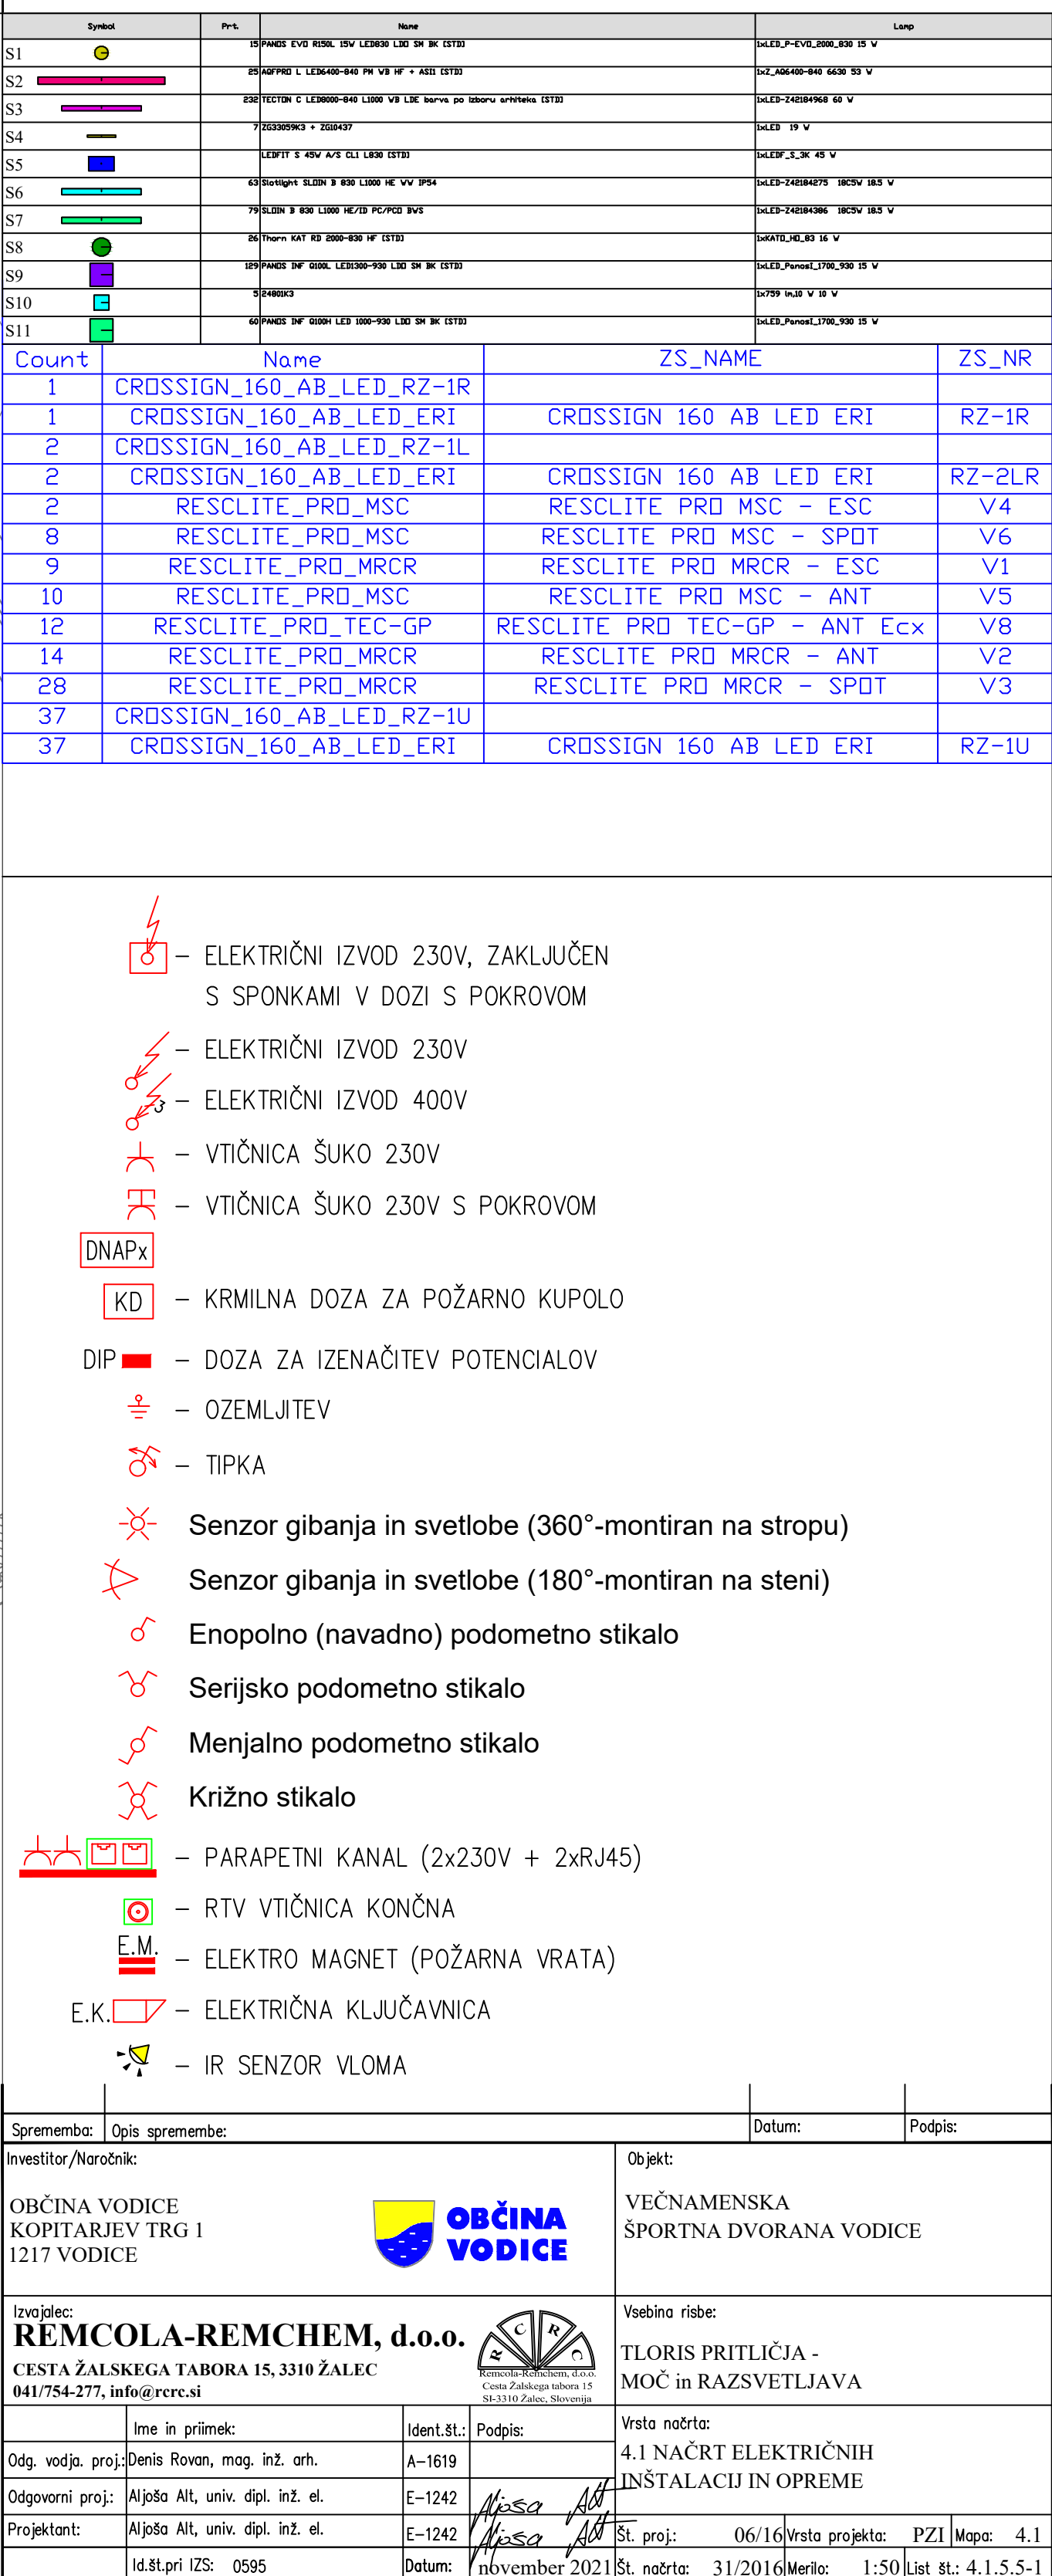 Symbol Prt. Name Lamp
S1 15 PANOS EVO R150L 15W LED830 LDO SM BK [STD] 1xLED_P-EVO_2000_830 15 W
S2 25 AQFPRO L LED6400-840 PM WB HF + ASI1 [STD] 1xZ_AQ6400-840 6630 53 W
S3 232 TECTON C LED8000-840 L1000 WB LDE barva po izboru arhiteka [STD] 1xLED-Z42184968 60 W
S4 7 ZG33059K3 + ZG10437 1xLED 19 W
S5 LEDFIT S 45W A/S CL1 L830 [STD] 1xLEDF_S_3K 45 W
S6 63 Slotlight SLOIN B 830 L1000 HE WW IP54 1xLED-Z42184275 18C5W 18.5 W
S7 79 SLOIN B 830 L1000 HE/ID PC/PCO BWS 1xLED-Z42184386 18C5W 18.5 W
S8 26 Thorn KAT RD 2000-830 HF [STD] 1xKATO_HO_83 16 W
S9 129 PANOS INF Q100L LED1300-930 LDO SM BK [STD] 1xLED_PanosI_1700_930 15 W
S10 5 24801K3 1x759 lm,10 W 10 W
S11 60 PANOS INF Q100H LED 1000-930 LDO SM BK [STD] 1xLED_PanosI_1700_930 15 W
Count Name ZS_NAME ZS_NR
1 CROSSIGN_160_AB_LED_RZ-1R
1 CROSSIGN_160_AB_LED_ERI CROSSIGN 160 AB LED ERI RZ-1R
2 CROSSIGN_160_AB_LED_RZ-1L
2 CROSSIGN_160_AB_LED_ERI CROSSIGN 160 AB LED ERI RZ-2LR
2 RESCLITE_PRO_MSC RESCLITE PRO MSC - ESC V4
8 RESCLITE_PRO_MSC RESCLITE PRO MSC - SPOT V6
9 RESCLITE_PRO_MRCR RESCLITE PRO MRCR - ESC V1
10 RESCLITE_PRO_MSC RESCLITE PRO MSC - ANT V5
12 RESCLITE_PRO_TEC-GP RESCLITE PRO TEC-GP - ANT Ecx V8
14 RESCLITE_PRO_MRCR RESCLITE PRO MRCR - ANT V2
28 RESCLITE_PRO_MRCR RESCLITE PRO MRCR - SPOT V3
37 CROSSIGN_160_AB_LED_RZ-1U
37 CROSSIGN_160_AB_LED_ERI CROSSIGN 160 AB LED ERI RZ-1U
- ELEKTRIČNI IZVOD 230V, ZAKLJUČEN
S SPONKAMI V DOZI S POKROVOM
- ELEKTRIČNI IZVOD 230V
3 - ELEKTRIČNI IZVOD 400V
- VTIČNICA ŠUKO 230V
- VTIČNICA ŠUKO 230V S POKROVOM
DNAPx
KD - KRMILNA DOZA ZA POŽARNO KUPOLO
DIP - DOZA ZA IZENAČITEV POTENCIALOV
- OZEMLJITEV
- TIPKA
Senzor gibanja in svetlobe (360°-montiran na stropu)
Senzor gibanja in svetlobe (180°-montiran na steni)
Enopolno (navadno) podometno stikalo
Serijsko podometno stikalo
Menjalno podometno stikalo
Križno stikalo
- PARAPETNI KANAL (2x230V + 2xRJ45)
- RTV VTIČNICA KONČNA
E.M. - ELEKTRO MAGNET (POŽARNA VRATA)
E.K. - ELEKTRIČNA KLJUČAVNICA
- IR SENZOR VLOMA
Sprememba: Opis spremembe: Datum: Podpis:
Investitor/Naročnik:
OBČINA VODICE
KOPITARJEV TRG 1
1217 VODICE
OBČINA
VODICE
Objekt:
VEČNAMENSKA
ŠPORTNA DVORANA VODICE
Izvajalec:
REMCOLA-REMCHEM, d.o.o.
CESTA ŽALSKEGA TABORA 15, 3310 ŽALEC
041/754-277, info@rcrc.si
R C R C
Remcola-Remchem, d.o.o.
Cesta Žalskega tabora 15
SI-3310 Žalec, Slovenija
Vsebina risbe:
TLORIS PRITLIČJA -
MOČ in RAZSVETLJAVA
Ime in priimek: Ident.št.: Podpis:
Odg. vodja. proj.: Denis Rovan, mag. inž. arh. A-1619
Odgovorni proj.: Aljoša Alt, univ. dipl. inž. el. E-1242 Aljoša Alt
Projektant: Aljoša Alt, univ. dipl. inž. el. E-1242 Aljoša Alt
Id.št.pri IZS: 0595 Datum: november 2021
Vrsta načrta:
4.1 NAČRT ELEKTRIČNIH
INŠTALACIJ IN OPREME
Št. proj.: 06/16 Vrsta projekta: PZI Mapa: 4.1
Št. načrta: 31/2016 Merilo: 1:50 List št.: 4.1.5.5-1